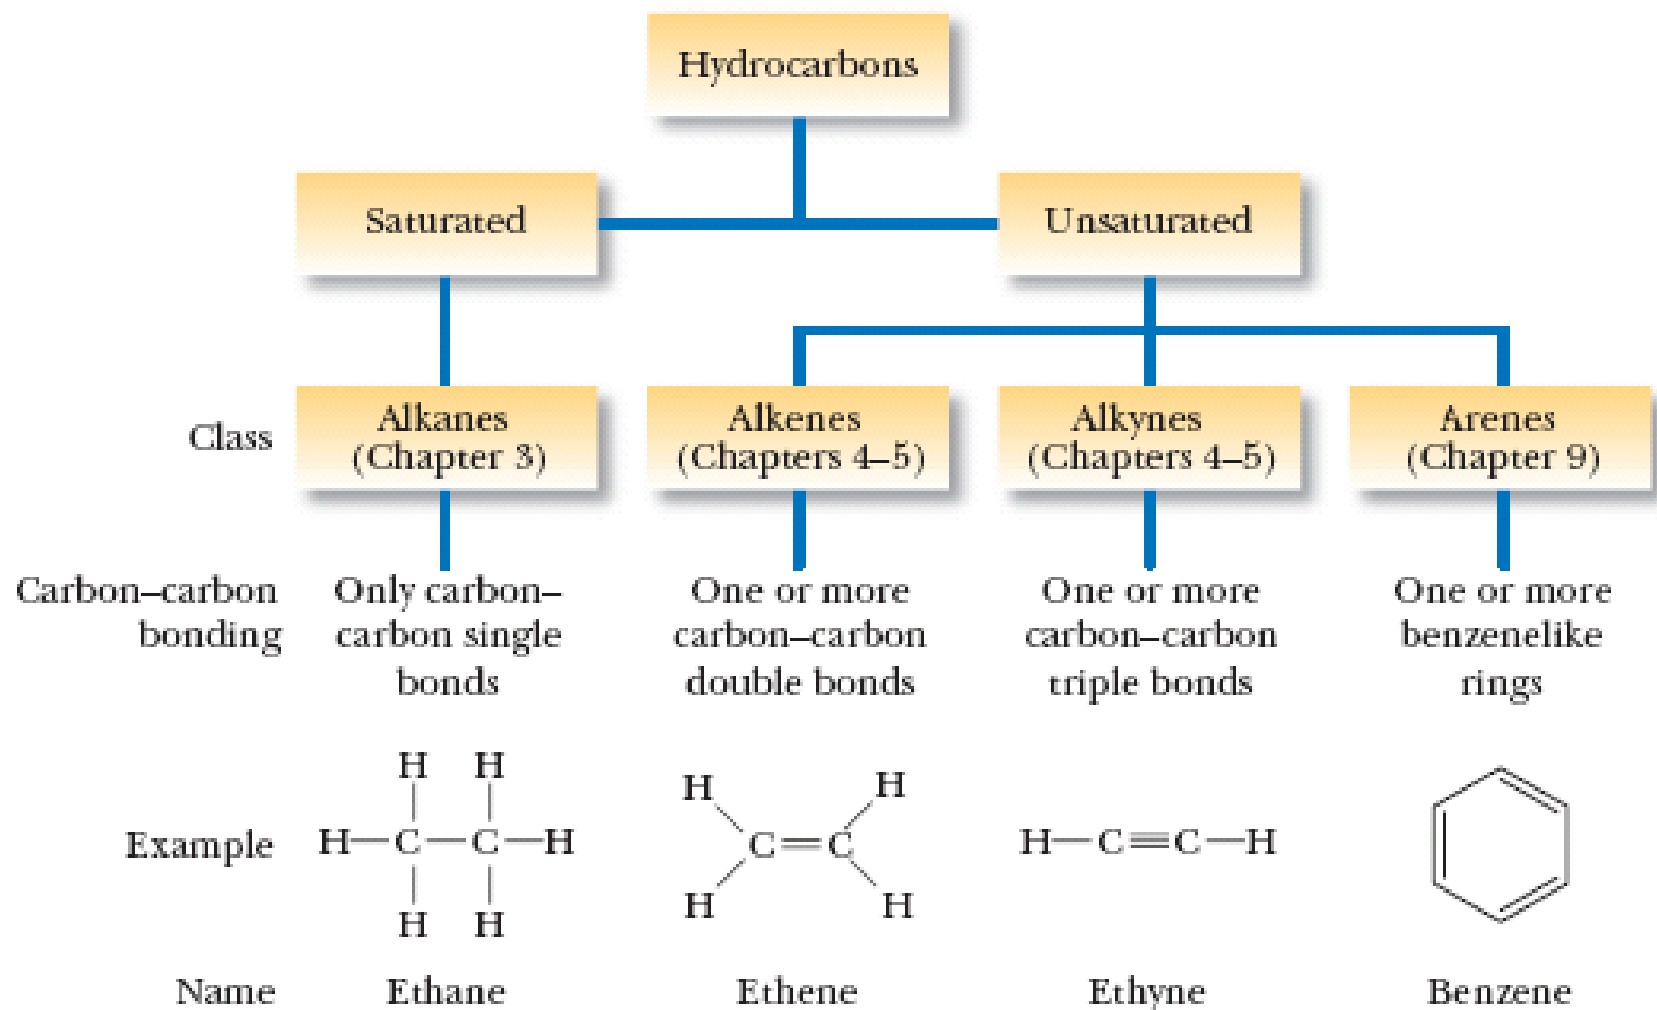 Hydrocarbons
Saturated
Unsaturated
Class
Alkanes
(Chapter 3)
Alkenes
(Chapters 4–5)
Alkynes
(Chapters 4–5)
Arenes
(Chapter 9)
Carbon–carbon
bonding
Only carbon–
carbon single
bonds
One or more
carbon–carbon
double bonds
One or more
carbon–carbon
triple bonds
One or more
benzenelike
rings
Example
H H
H—C—C—H
H H
H H
C=C
H H
H—C≡C—H
Name
Ethane
Ethene
Ethyne
Benzene